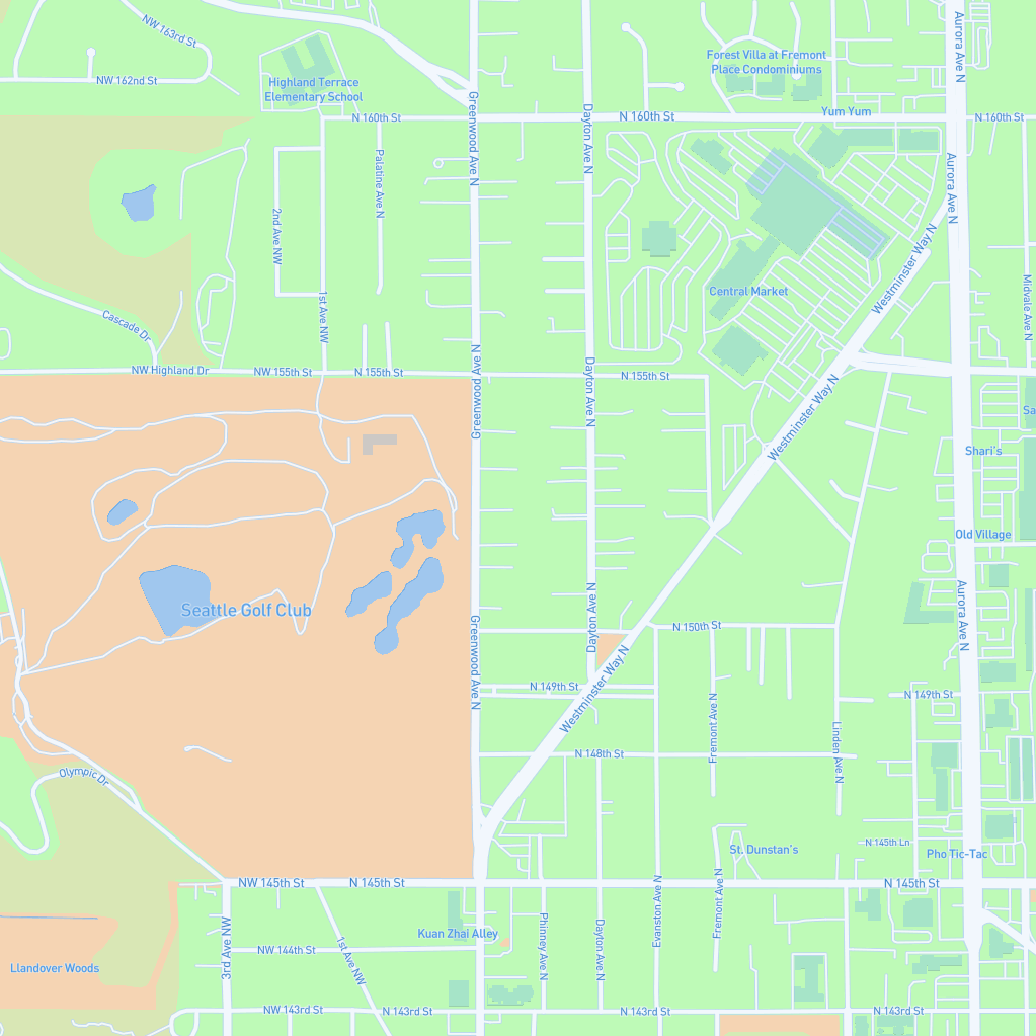 NW 163rd St
NW 162nd St
Highland Terrace
Elementary School
Greenwood Ave N
Dayton Ave N
Forest Villa at Fremont
Place Condominiums
Aurora Ave N
N 160th St
N 160th St
Yum Yum
N 160th St
Palatine Ave N
2nd Ave NW
Aurora Ave N
Westminster Way N
Central Market
Midvale Ave N
Cascade Dr
1st Ave NW
NW Highland Dr
NW 155th St
N 155th St
Greenwood Ave N
Dayton Ave N
N 155th St
Westminster Way N
Sa
Shari's
Old Village
Seattle Golf Club
Greenwood Ave N
Dayton Ave N
N 150th St
Aurora Ave N
Westminster Way N
N 149th St
N 149th St
Fremont Ave N
Linden Ave N
N 148th St
Olympic Dr
N 145th Ln
St. Dunstan's
Pho Tic-Tac
NW 145th St
N 145th St
N 145th St
3rd Ave NW
1st Ave NW
Kuan Zhai Alley
Phinney Ave N
Dayton Ave N
Evanston Ave N
Fremont Ave N
NW 144th St
Llandover Woods
NW 143rd St
N 143rd St
N 143rd St
N 143rd St